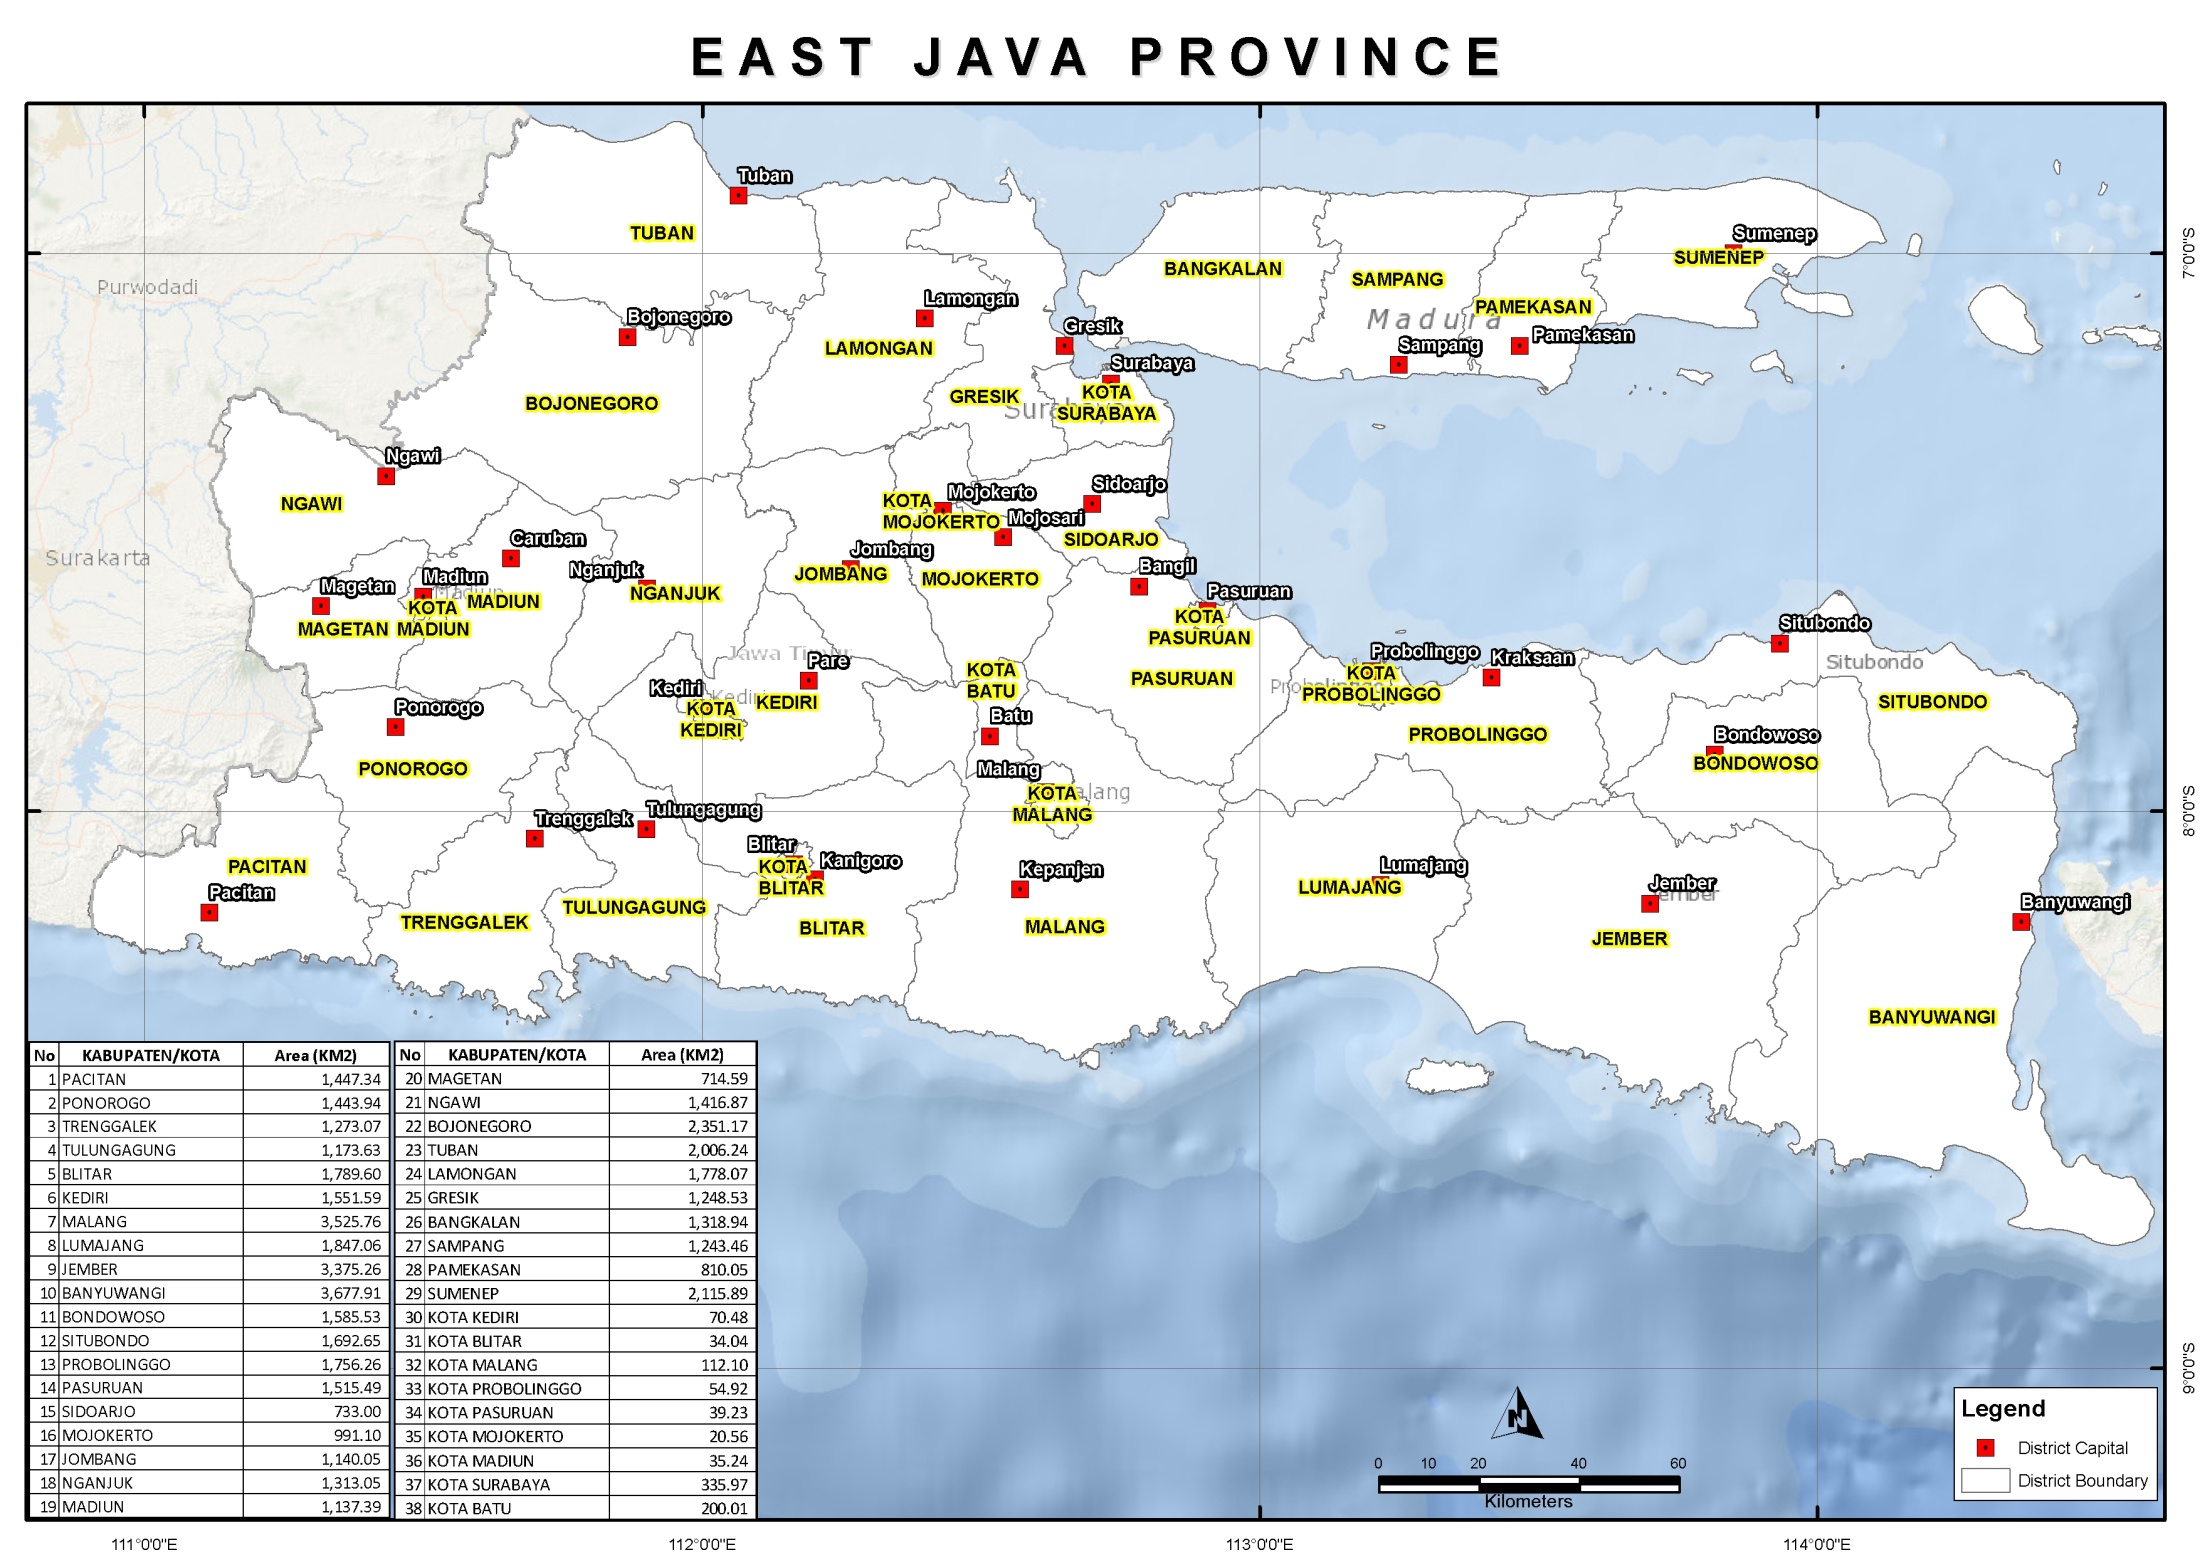 EAST JAVA PROVINCE
Tuban
TUBAN
Sumenep
SUMENEP
7°0'0"S
BANGKALAN
SAMPANG
Purwodadi
Lamongan
PAMEKASAN
Bojonegoro
Madura
Gresik
Pamekasan
LAMONGAN
Sampang
Surabaya
BOJONEGORO
GRESIK
KOTA
SURABAYA
Ngawi
NGAWI
KOTA
Mojokerto
Sidoarjo
MOJOKERTO
Mojosari
Caruban
SIDOARJO
Surakarta
Nganjuk
Jombang
JOMBANG
MOJOKERTO
Bangil
Magetan
Madiun
NGANJUK
Pasuruan
KOTA
MADIUN
MAGETAN
MADIUN
KOTA
PASURUAN
Situbondo
Jawa Timur
Pare
KOTA
BATU
Probolinggo
Kraksaan
Situbondo
KOTA
PROBOLINGGO
PASURUAN
Kediri
KOTA
KEDIRI
KEDIRI
SITUBONDO
Ponorogo
Batu
PROBOLINGGO
Bondowoso
BONDOWOSO
PONOROGO
Malang
KOTA
MALANG
8°0'0"S
Trenggalek
Tulungagung
Blitar
KOTA
BLITAR
Kanigoro
PACITAN
Pacitan
Kepanjen
Lumajang
LUMAJANG
Jember
Banyuwangi
TRENGGALEK
TULUNGAGUNG
BLITAR
MALANG
JEMBER
BANYUWANGI
No KABUPATEN/KOTA Area (KM2)
1 PACITAN 1,447.34
2 PONOROGO 1,443.94
3 TRENGGALEK 1,273.07
4 TULUNGAGUNG 1,173.63
5 BLITAR 1,789.60
6 KEDIRI 1,551.59
7 MALANG 3,525.76
8 LUMAJANG 1,847.06
9 JEMBER 3,375.26
10 BANYUWANGI 3,677.91
11 BONDOWOSO 1,585.53
12 SITUBONDO 1,692.65
13 PROBOLINGGO 1,756.26
14 PASURUAN 1,515.49
15 SIDOARJO 733.00
16 MOJOKERTO 991.10
17 JOMBANG 1,140.05
18 NGANJUK 1,313.05
19 MADIUN 1,137.39
No KABUPATEN/KOTA Area (KM2)
20 MAGETAN 714.59
21 NGAWI 1,416.87
22 BOJONEGORO 2,351.17
23 TUBAN 2,006.24
24 LAMONGAN 1,778.07
25 GRESIK 1,248.53
26 BANGKALAN 1,318.94
27 SAMPANG 1,243.46
28 PAMEKASAN 810.05
29 SUMENEP 2,115.89
30 KOTA KEDIRI 70.48
31 KOTA BLITAR 34.04
32 KOTA MALANG 112.10
33 KOTA PROBOLINGGO 54.92
34 KOTA PASURUAN 39.23
35 KOTA MOJOKERTO 20.56
36 KOTA MADIUN 35.24
37 KOTA SURABAYA 335.97
38 KOTA BATU 200.01
9°0'0"S
N
0 10 20 40 60
Kilometers
Legend
District Capital
District Boundary
111°0'0"E 112°0'0"E 113°0'0"E 114°0'0"E